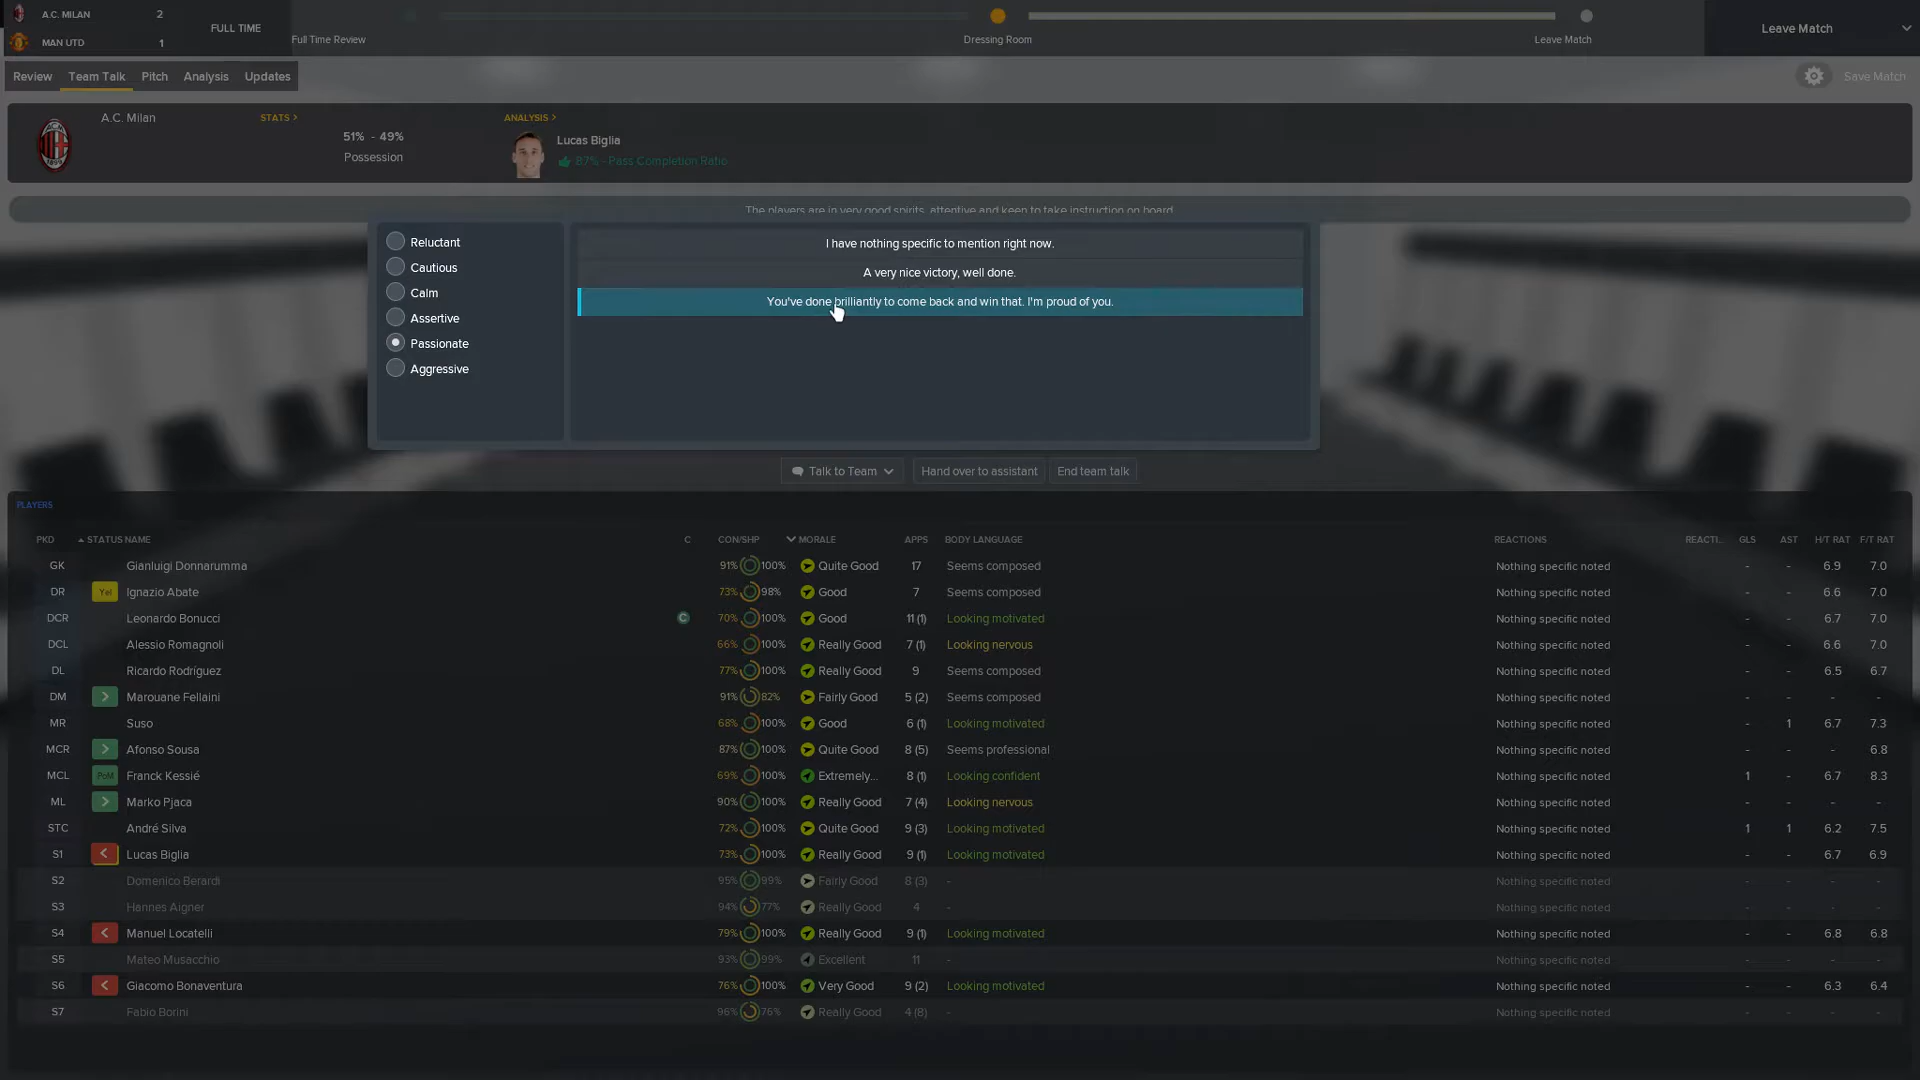 A.C. MILAN 2
MAN UTD 1
FULL TIME
Full Time Review
Dressing Room
Leave Match
Leave Match
Review Team Talk Pitch Analysis Updates
Save Match
A.C. Milan
STATS >
51% - 49%
Possession
ANALYSIS >
Lucas Biglia
87% - Pass Completion Ratio
The players are in very good spirits, attentive and keen to take instruction on board.
Reluctant
Cautious
Calm
Assertive
Passionate
Aggressive
I have nothing specific to mention right now.
A very nice victory, well done.
You've done brilliantly to come back and win that. I'm proud of you.
Talk to Team Hand over to assistant End team talk
PLAYERS
PKD STATUS NAME C CON/SHP MORALE APPS BODY LANGUAGE REACTIONS REACTI... GLS AST H/T RAT F/T RAT
GK Gianluigi Donnarumma 91% 100% Quite Good 17 Seems composed Nothing specific noted - - 6.9 7.0
DR Yel Ignazio Abate 73% 98% Good 7 Seems composed Nothing specific noted - - 6.6 7.0
DCR Leonardo Bonucci C 70% 100% Good 11 (1) Looking motivated Nothing specific noted - - 6.7 7.0
DCL Alessio Romagnoli 66% 100% Really Good 7 (1) Looking nervous Nothing specific noted - - 6.6 7.0
DL Ricardo Rodríguez 77% 100% Really Good 9 Seems composed Nothing specific noted - - 6.5 6.7
DM Marouane Fellaini 91% 82% Fairly Good 5 (2) Seems composed Nothing specific noted - - - -
MR Suso 68% 100% Good 6 (1) Looking motivated Nothing specific noted - 1 6.7 7.3
MCR Afonso Sousa 87% 100% Quite Good 8 (5) Seems professional Nothing specific noted - - - 6.8
MCL PoM Franck Kessié 69% 100% Extremely... 8 (1) Looking confident Nothing specific noted 1 - 6.7 8.3
ML Marko Pjaca 90% 100% Really Good 7 (4) Looking nervous Nothing specific noted - - - -
STC André Silva 72% 100% Quite Good 9 (3) Looking motivated Nothing specific noted 1 1 6.2 7.5
S1 Lucas Biglia 73% 100% Really Good 9 (1) Looking motivated Nothing specific noted - - 6.7 6.9
S2 Domenico Berardi 95% 99% Fairly Good 8 (3) - Nothing specific noted - - - -
S3 Hannes Aigner 94% 77% Really Good 4 - Nothing specific noted - - - -
S4 Manuel Locatelli 79% 100% Really Good 9 (1) Looking motivated Nothing specific noted - - 6.8 6.8
S5 Mateo Musacchio 93% 99% Excellent 11 - Nothing specific noted - - - -
S6 Giacomo Bonaventura 76% 100% Very Good 9 (2) Looking motivated Nothing specific noted - - 6.3 6.4
S7 Fabio Borini 96% 76% Really Good 4 (8) - Nothing specific noted - - - -